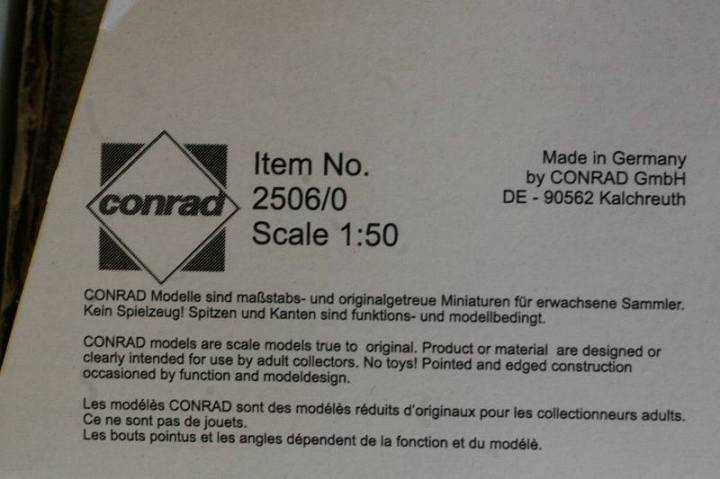 conrad
Item No.
2506/0
Scale 1:50
Made in Germany
by CONRAD GmbH
DE - 90562 Kalchreuth
CONRAD Modelle sind maßstabs- und originalgetreue Miniaturen für erwachsene Sammler.
Kein Spielzeug! Spitzen und Kanten sind funktions- und modellbedingt.
CONRAD models are scale models true to original. Product or material are designed or
clearly intended for use by adult collectors. No toys! Pointed and edged construction
occasioned by function and modeldesign.
Les modélès CONRAD sont des modélès réduits d'originaux pour les collectionneurs adults.
Ce ne sont pas de jouets.
Les bouts pointus et les angles dépendent de la fonction et du modélè.